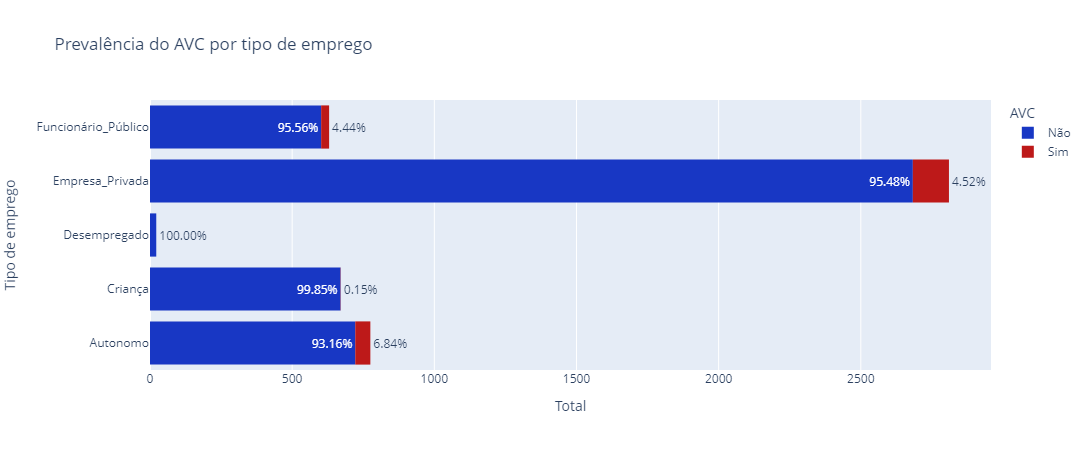 Prevalência do AVC por tipo de emprego
AVC
Não
Sim
Tipo de emprego
Funcionário_Público 95.56% 4.44%
Empresa_Privada 95.48% 4.52%
Desempregado 100.00%
Criança 99.85% 0.15%
Autonomo 93.16% 6.84%
0 500 1000 1500 2000 2500
Total